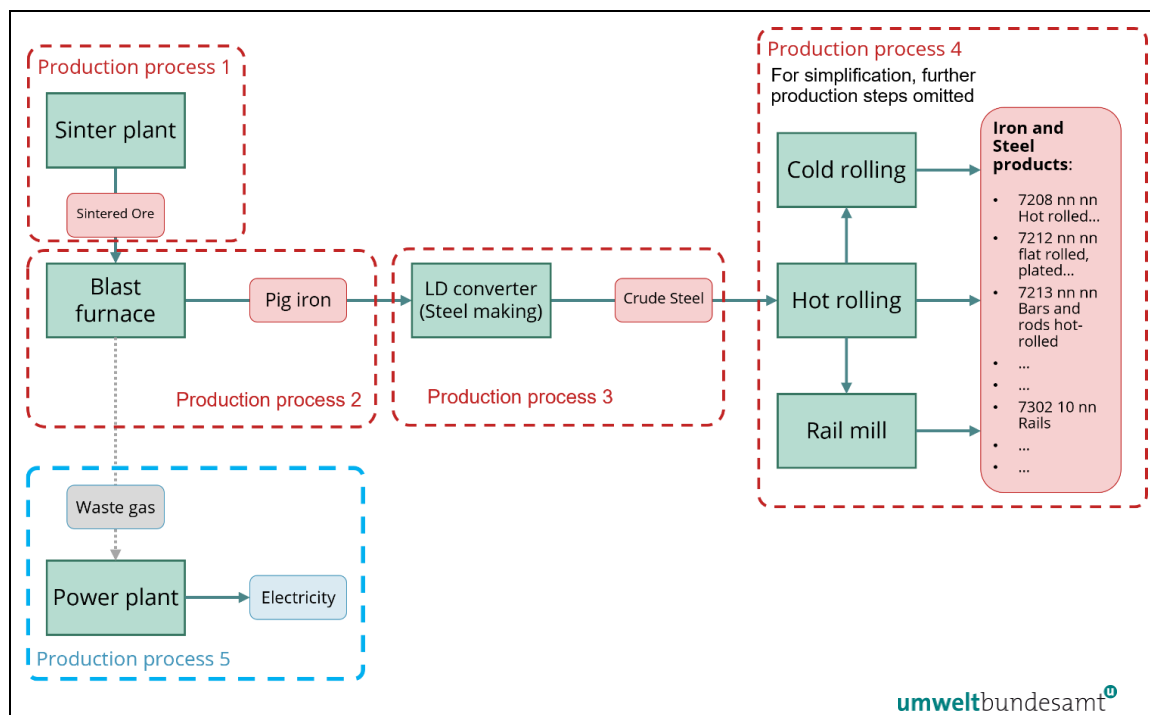 Production process 1
Sinter plant
Sintered Ore
Blast
furnace
Pig iron
Production process 2
LD converter
(Steel making)
Crude Steel
Production process 3
Production process 4
For simplification, further
production steps omitted
Cold rolling
Hot rolling
Rail mill
Iron and
Steel
products:
• 7208 nn nn
Hot rolled...
• 7212 nn nn
flat rolled,
plated...
• 7213 nn nn
Bars and
rods hot-
rolled
• ...
• ...
• 7302 10 nn
Rails
• ...
• ...
Waste gas
Power plant
Electricity
Production process 5
umweltbundesamt u